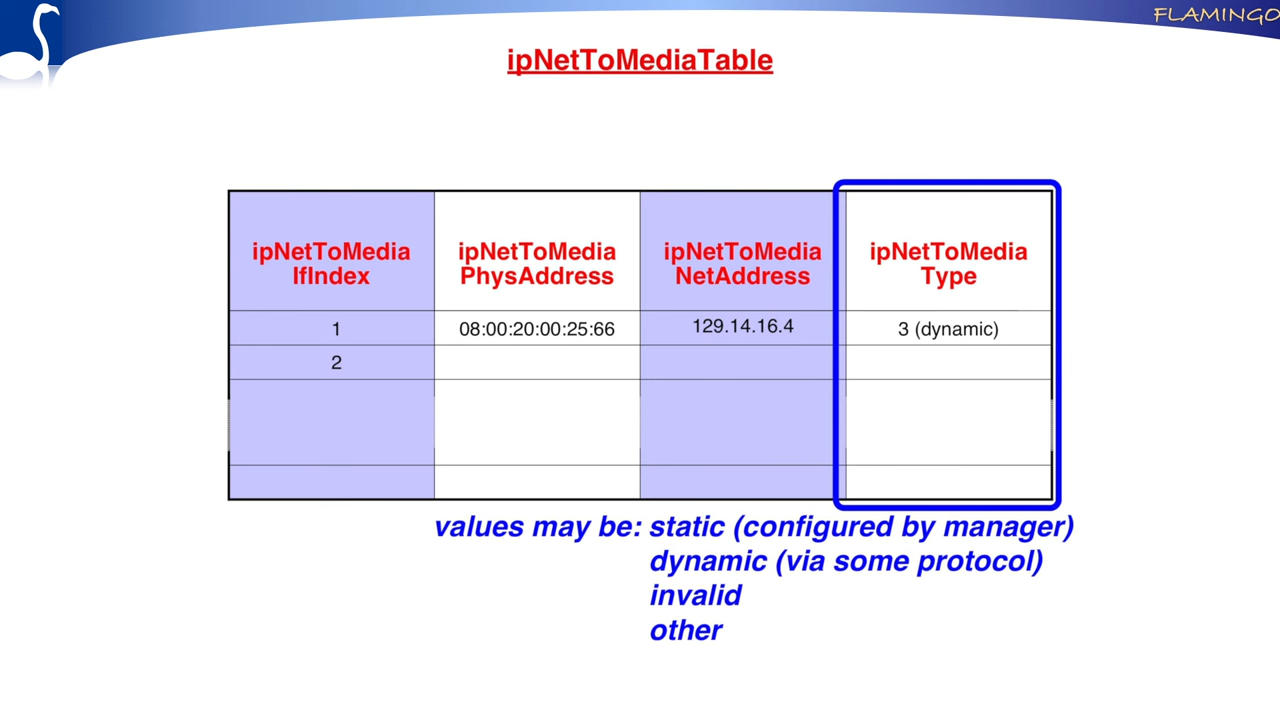 FLAMINGO
ipNetToMediaTable
ipNetToMedia IfIndex
ipNetToMedia PhysAddress
ipNetToMedia NetAddress
ipNetToMedia Type
1 08:00:20:00:25:66 129.14.16.4 3 (dynamic)
2
values may be: static (configured by manager)
dynamic (via some protocol)
invalid
other